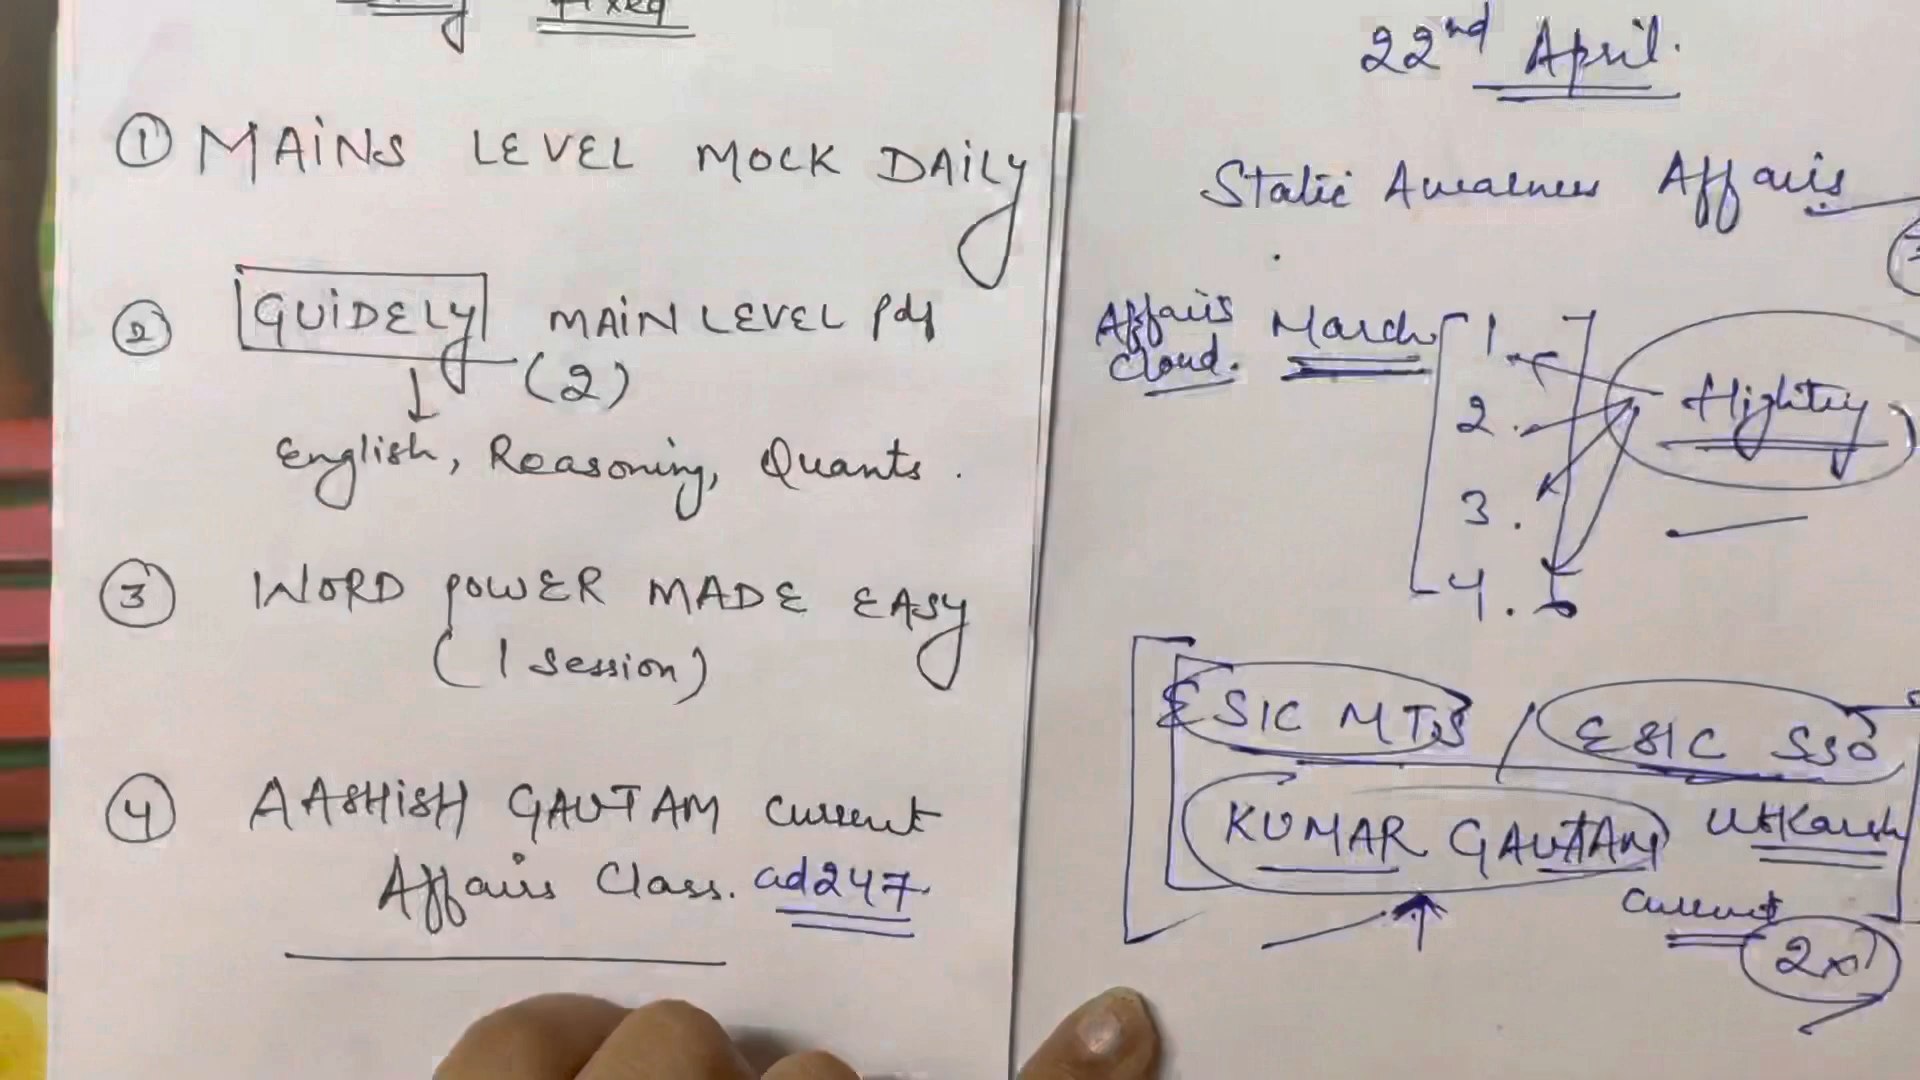 Fixed
① MAINS LEVEL MOCK DAILY
② GUIDELY MAIN LEVEL Pdf
(2)
English, Reasoning, Quants.
③ WORD POWER MADE EASY
(1 Session)
④ AASHISH GAUTAM Current
Affairs Class. ad247
22nd April.
Static Awareness Affairs
Affairs Cloud. March
1
2.
3.
4. 5
ESIC MTS / ESIC SSO
KUMAR GAUTAM Utkarsh
Current
2x